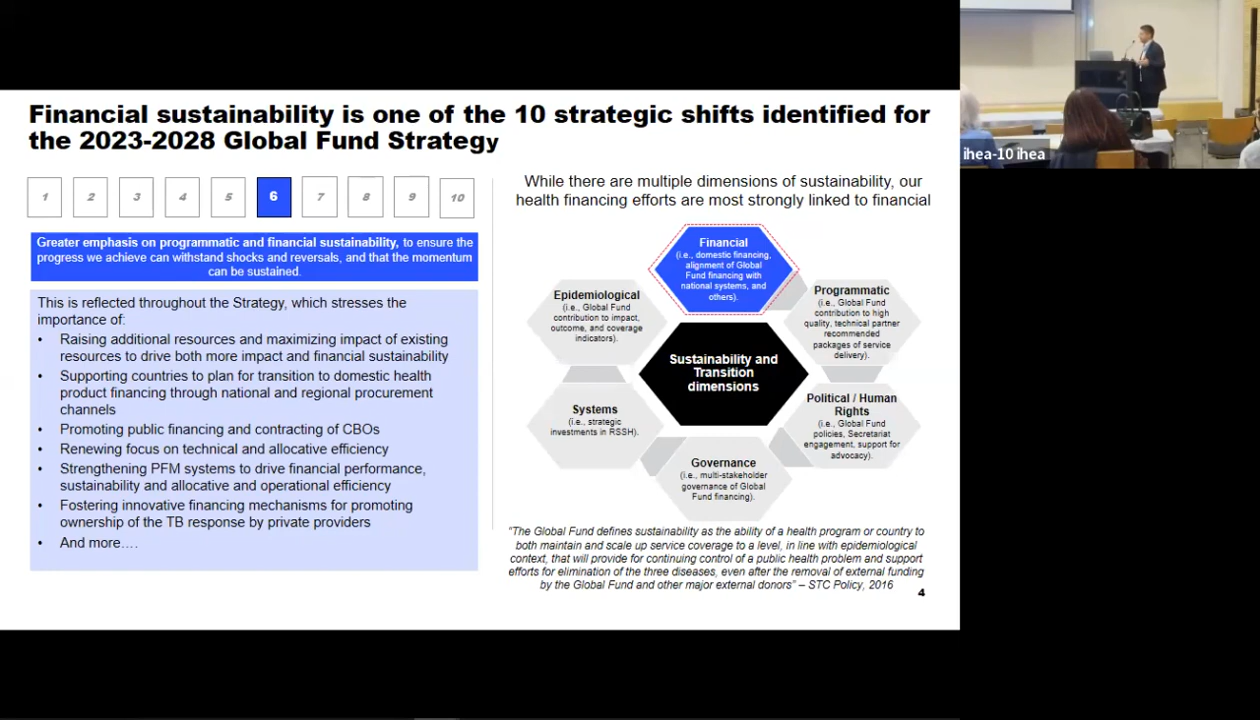 Financial sustainability is one of the 10 strategic shifts identified for
the 2023-2028 Global Fund Strategy
1 2 3 4 5 6 7 8 9 10
Greater emphasis on programmatic and financial sustainability, to ensure the
progress we achieve can withstand shocks and reversals, and that the momentum
can be sustained.
This is reflected throughout the Strategy, which stresses the
importance of:
• Raising additional resources and maximizing impact of existing
resources to drive both more impact and financial sustainability
• Supporting countries to plan for transition to domestic health
product financing through national and regional procurement
channels
• Promoting public financing and contracting of CBOs
• Renewing focus on technical and allocative efficiency
• Strengthening PFM systems to drive financial performance,
sustainability and allocative and operational efficiency
• Fostering innovative financing mechanisms for promoting
ownership of the TB response by private providers
• And more….
While there are multiple dimensions of sustainability, our
health financing efforts are most strongly linked to financial
Financial
(i.e., domestic financing,
alignment of Global
Fund financing with
national systems, and
others).
Programmatic
(i.e., Global Fund
contribution to high
quality, technical partner
recommended
packages of service
delivery).
Political / Human
Rights
(i.e., Global Fund
policies, Secretariat
engagement, support for
advocacy).
Governance
(i.e., multi-stakeholder
governance of Global
Fund financing).
Systems
(i.e., strategic
investments in RSSH).
Epidemiological
(i.e., Global Fund
contribution to impact,
outcome, and coverage
indicators).
Sustainability and
Transition
dimensions
"The Global Fund defines sustainability as the ability of a health program or country to
both maintain and scale up service coverage to a level, in line with epidemiological
context, that will provide for continuing control of a public health problem and support
efforts for elimination of the three diseases, even after the removal of external funding
by the Global Fund and other major external donors" – STC Policy, 2016
4
ihea-10 ihea